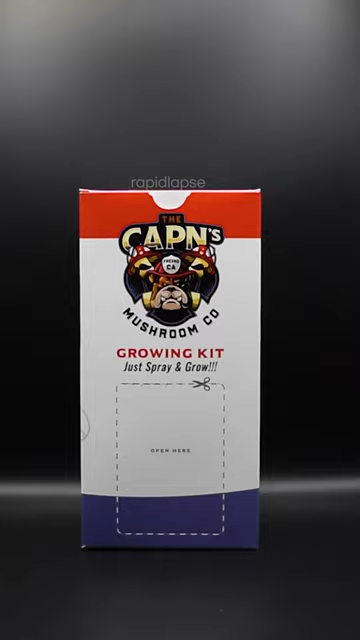 rapidlapse
THE
CAPN'S
FRESNO
CA
MUSHROOM CO
GROWING KIT
Just Spray & Grow!!!
OPEN HERE